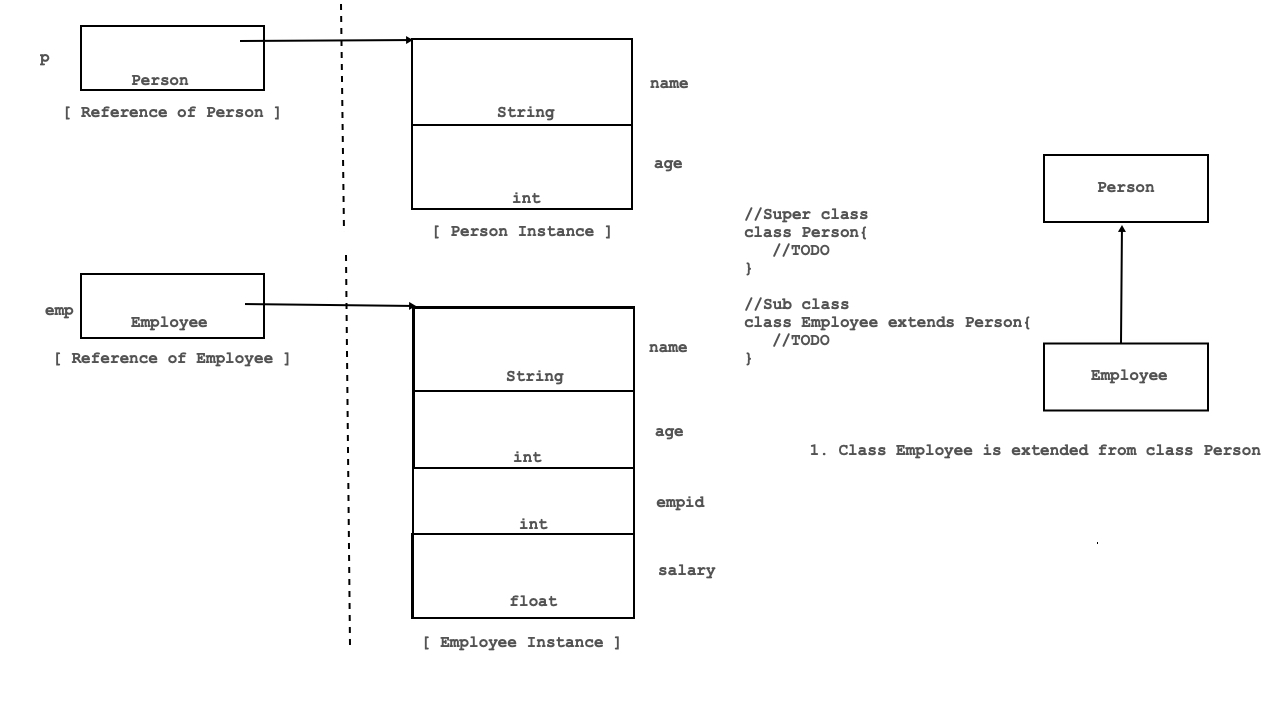 p
Person
[ Reference of Person ]
String
name
int
age
[ Person Instance ]
emp
Employee
[ Reference of Employee ]
String
name
int
age
int
empid
float
salary
[ Employee Instance ]
//Super class
class Person{
   //TODO
}
//Sub class
class Employee extends Person{
   //TODO
}
Person
Employee
1. Class Employee is extended from class Person